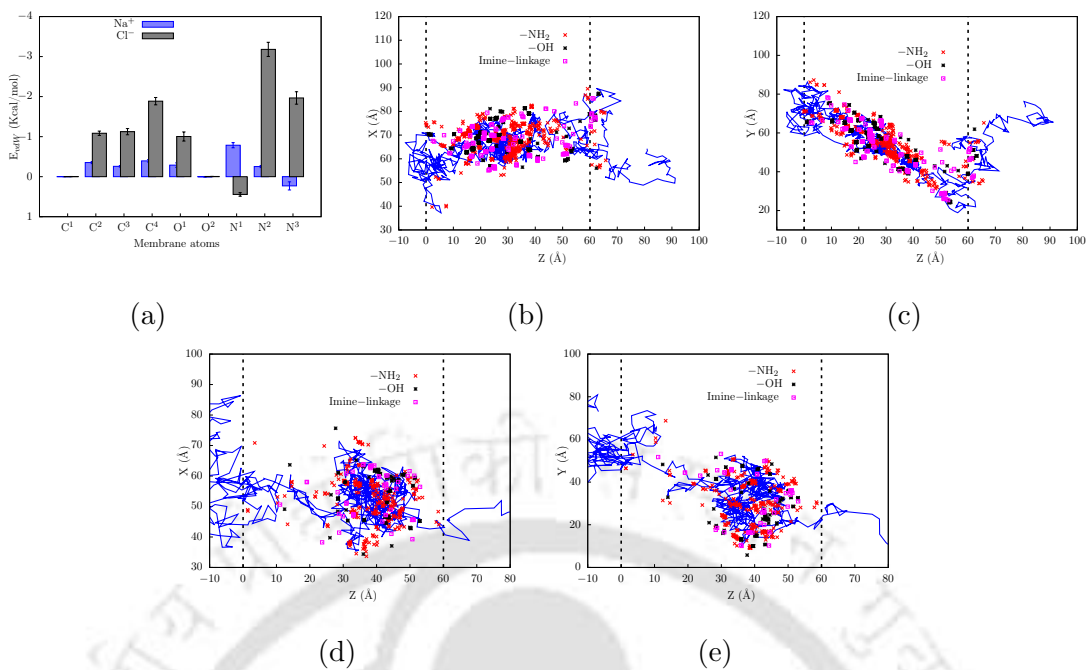 −4
−3
−2
−1
0
1
E_vdW (Kcal/mol)
Na⁺
Cl⁻
C¹ C² C³ C⁴ O¹ O² N¹ N² N³
Membrane atoms
(a)
120
110
100
90
80
70
60
50
40
30
X (Å)
−NH₂
−OH
Imine−linkage
−10 0 10 20 30 40 50 60 70 80 90 100
Z (Å)
(b)
120
100
80
60
40
20
Y (Å)
−NH₂
−OH
Imine−linkage
−10 0 10 20 30 40 50 60 70 80 90 100
Z (Å)
(c)
100
90
80
70
60
50
40
30
X (Å)
−NH₂
−OH
Imine−linkage
−10 0 10 20 30 40 50 60 70 80
Z (Å)
(d)
100
80
60
40
20
0
Y (Å)
−NH₂
−OH
Imine−linkage
−10 0 10 20 30 40 50 60 70 80
Z (Å)
(e)